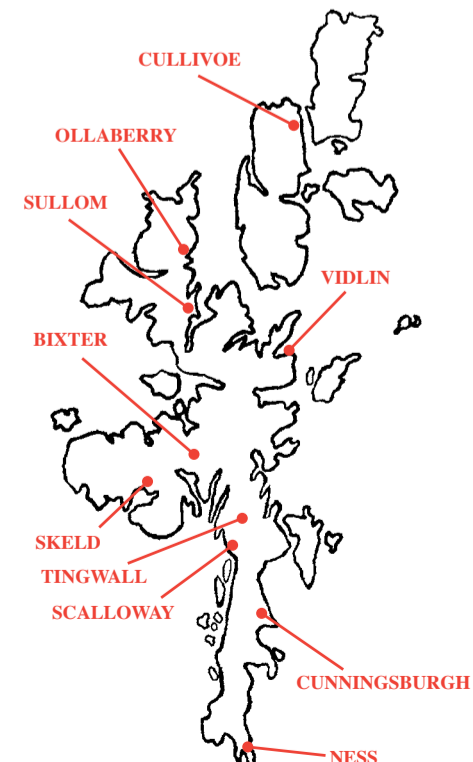 CULLIVOE
OLLABERRY
SULLOM
VIDLIN
BIXTER
SKELD
TINGWALL
SCALLOWAY
CUNNINGSBURGH
NESS